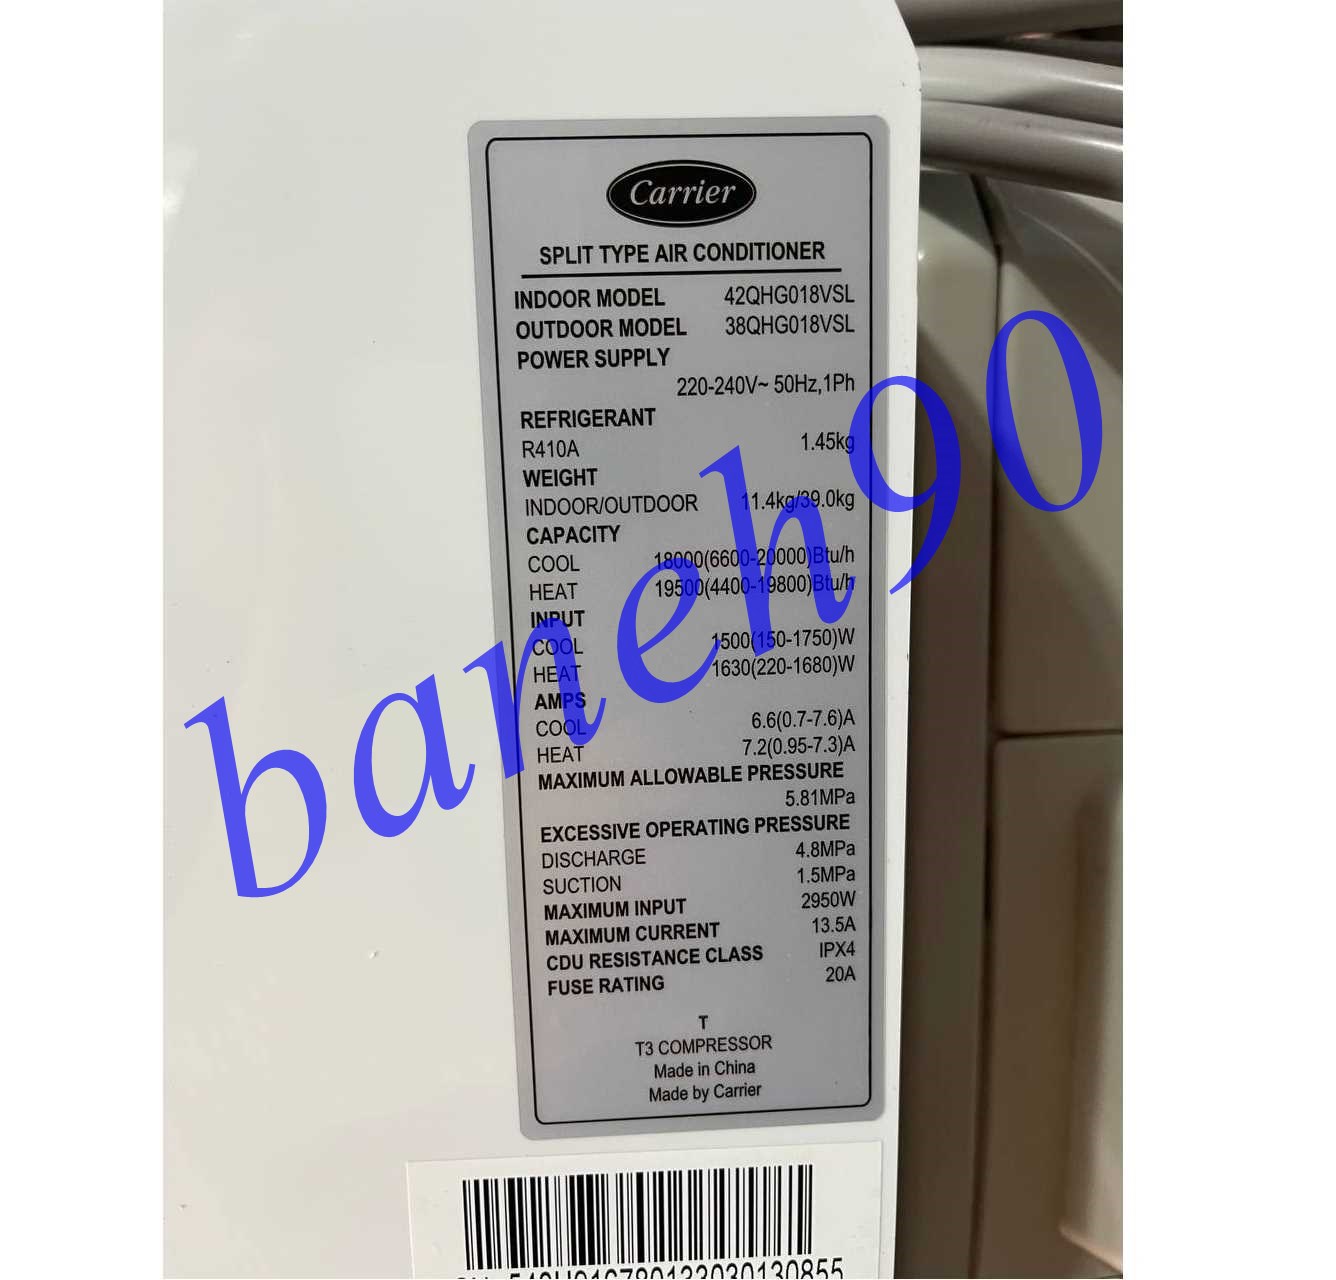 Carrier
SPLIT TYPE AIR CONDITIONER
INDOOR MODEL 42QHG018VSL
OUTDOOR MODEL 38QHG018VSL
POWER SUPPLY
220-240V~ 50Hz,1Ph
REFRIGERANT
R410A 1.45kg
WEIGHT
INDOOR/OUTDOOR 11.4kg/39.0kg
CAPACITY
COOL 18000(6600-20000)Btu/h
HEAT 19500(4400-19800)Btu/h
INPUT
COOL 1500(150-1750)W
HEAT 1630(220-1680)W
AMPS
COOL 6.6(0.7-7.6)A
HEAT 7.2(0.95-7.3)A
MAXIMUM ALLOWABLE PRESSURE
5.81MPa
EXCESSIVE OPERATING PRESSURE
DISCHARGE 4.8MPa
SUCTION 1.5MPa
MAXIMUM INPUT 2950W
MAXIMUM CURRENT 13.5A
CDU RESISTANCE CLASS IPX4
FUSE RATING 20A
T
T3 COMPRESSOR
Made in China
Made by Carrier
baneh90